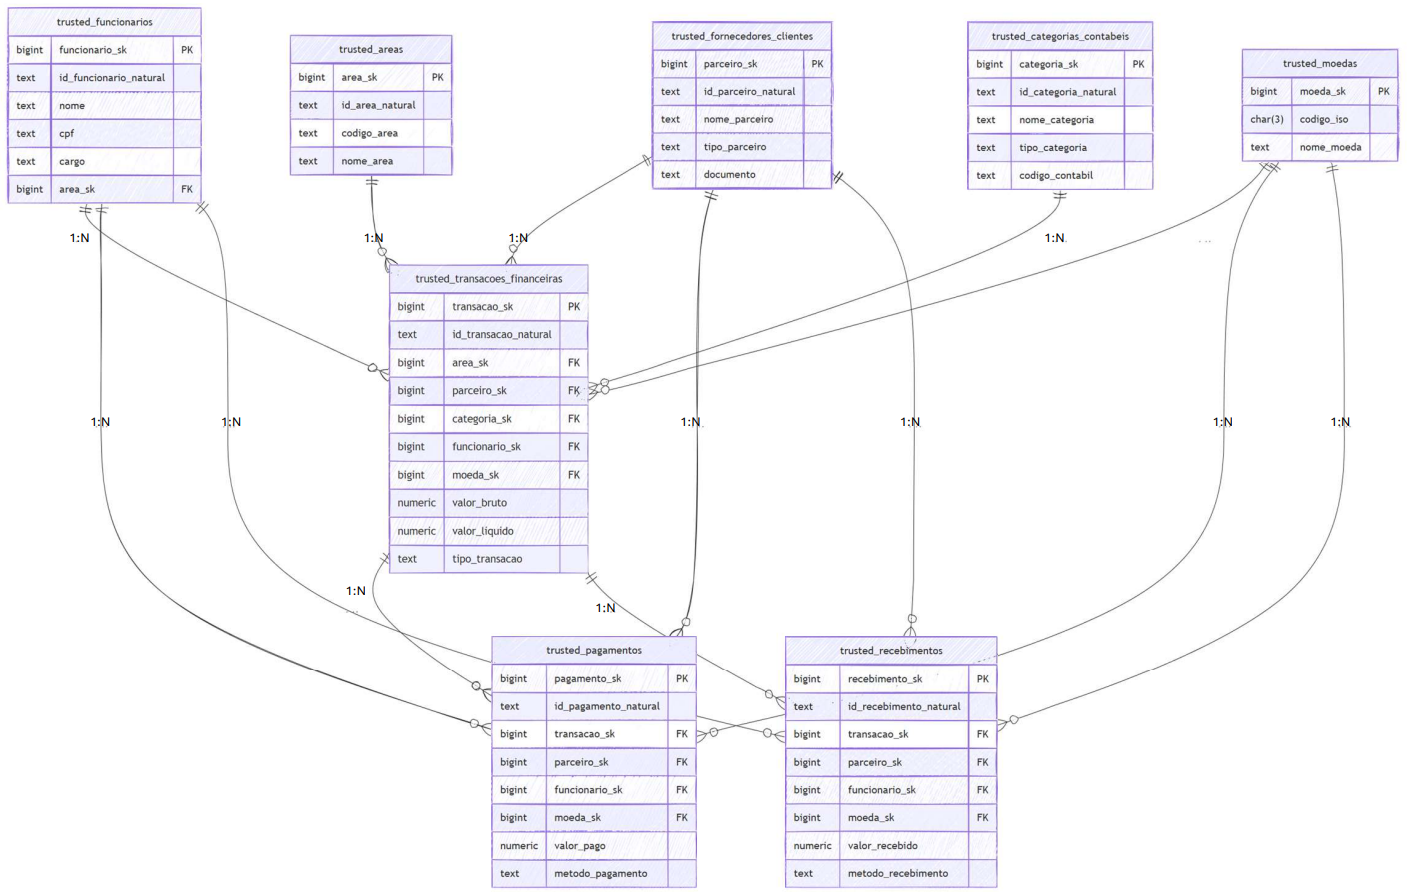 trusted_funcionarios
bigint funcionario_sk PK
text id_funcionario_natural
text nome
text cpf
text cargo
bigint area_sk FK
trusted_areas
bigint area_sk PK
text id_area_natural
text codigo_area
text nome_area
trusted_fornecedores_clientes
bigint parceiro_sk PK
text id_parceiro_natural
text nome_parceiro
text tipo_parceiro
text documento
trusted_categorias_contabeis
bigint categoria_sk PK
text id_categoria_natural
text nome_categoria
text tipo_categoria
text codigo_contabil
trusted_moedas
bigint moeda_sk PK
char(3) codigo_iso
text nome_moeda
1:N
1:N
1:N
1:N
trusted_transacoes_financeiras
bigint transacao_sk PK
text id_transacao_natural
bigint area_sk FK
bigint parceiro_sk FK
bigint categoria_sk FK
bigint funcionario_sk FK
bigint moeda_sk FK
numeric valor_bruto
numeric valor_liquido
text tipo_transacao
1:N
1:N
1:N
1:N
1:N
1:N
1:N
1:N
trusted_pagamentos
bigint pagamento_sk PK
text id_pagamento_natural
bigint transacao_sk FK
bigint parceiro_sk FK
bigint funcionario_sk FK
bigint moeda_sk FK
numeric valor_pago
text metodo_pagamento
trusted_recebimentos
bigint recebimento_sk PK
text id_recebimento_natural
bigint transacao_sk FK
bigint parceiro_sk FK
bigint funcionario_sk FK
bigint moeda_sk FK
numeric valor_recebido
text metodo_recebimento